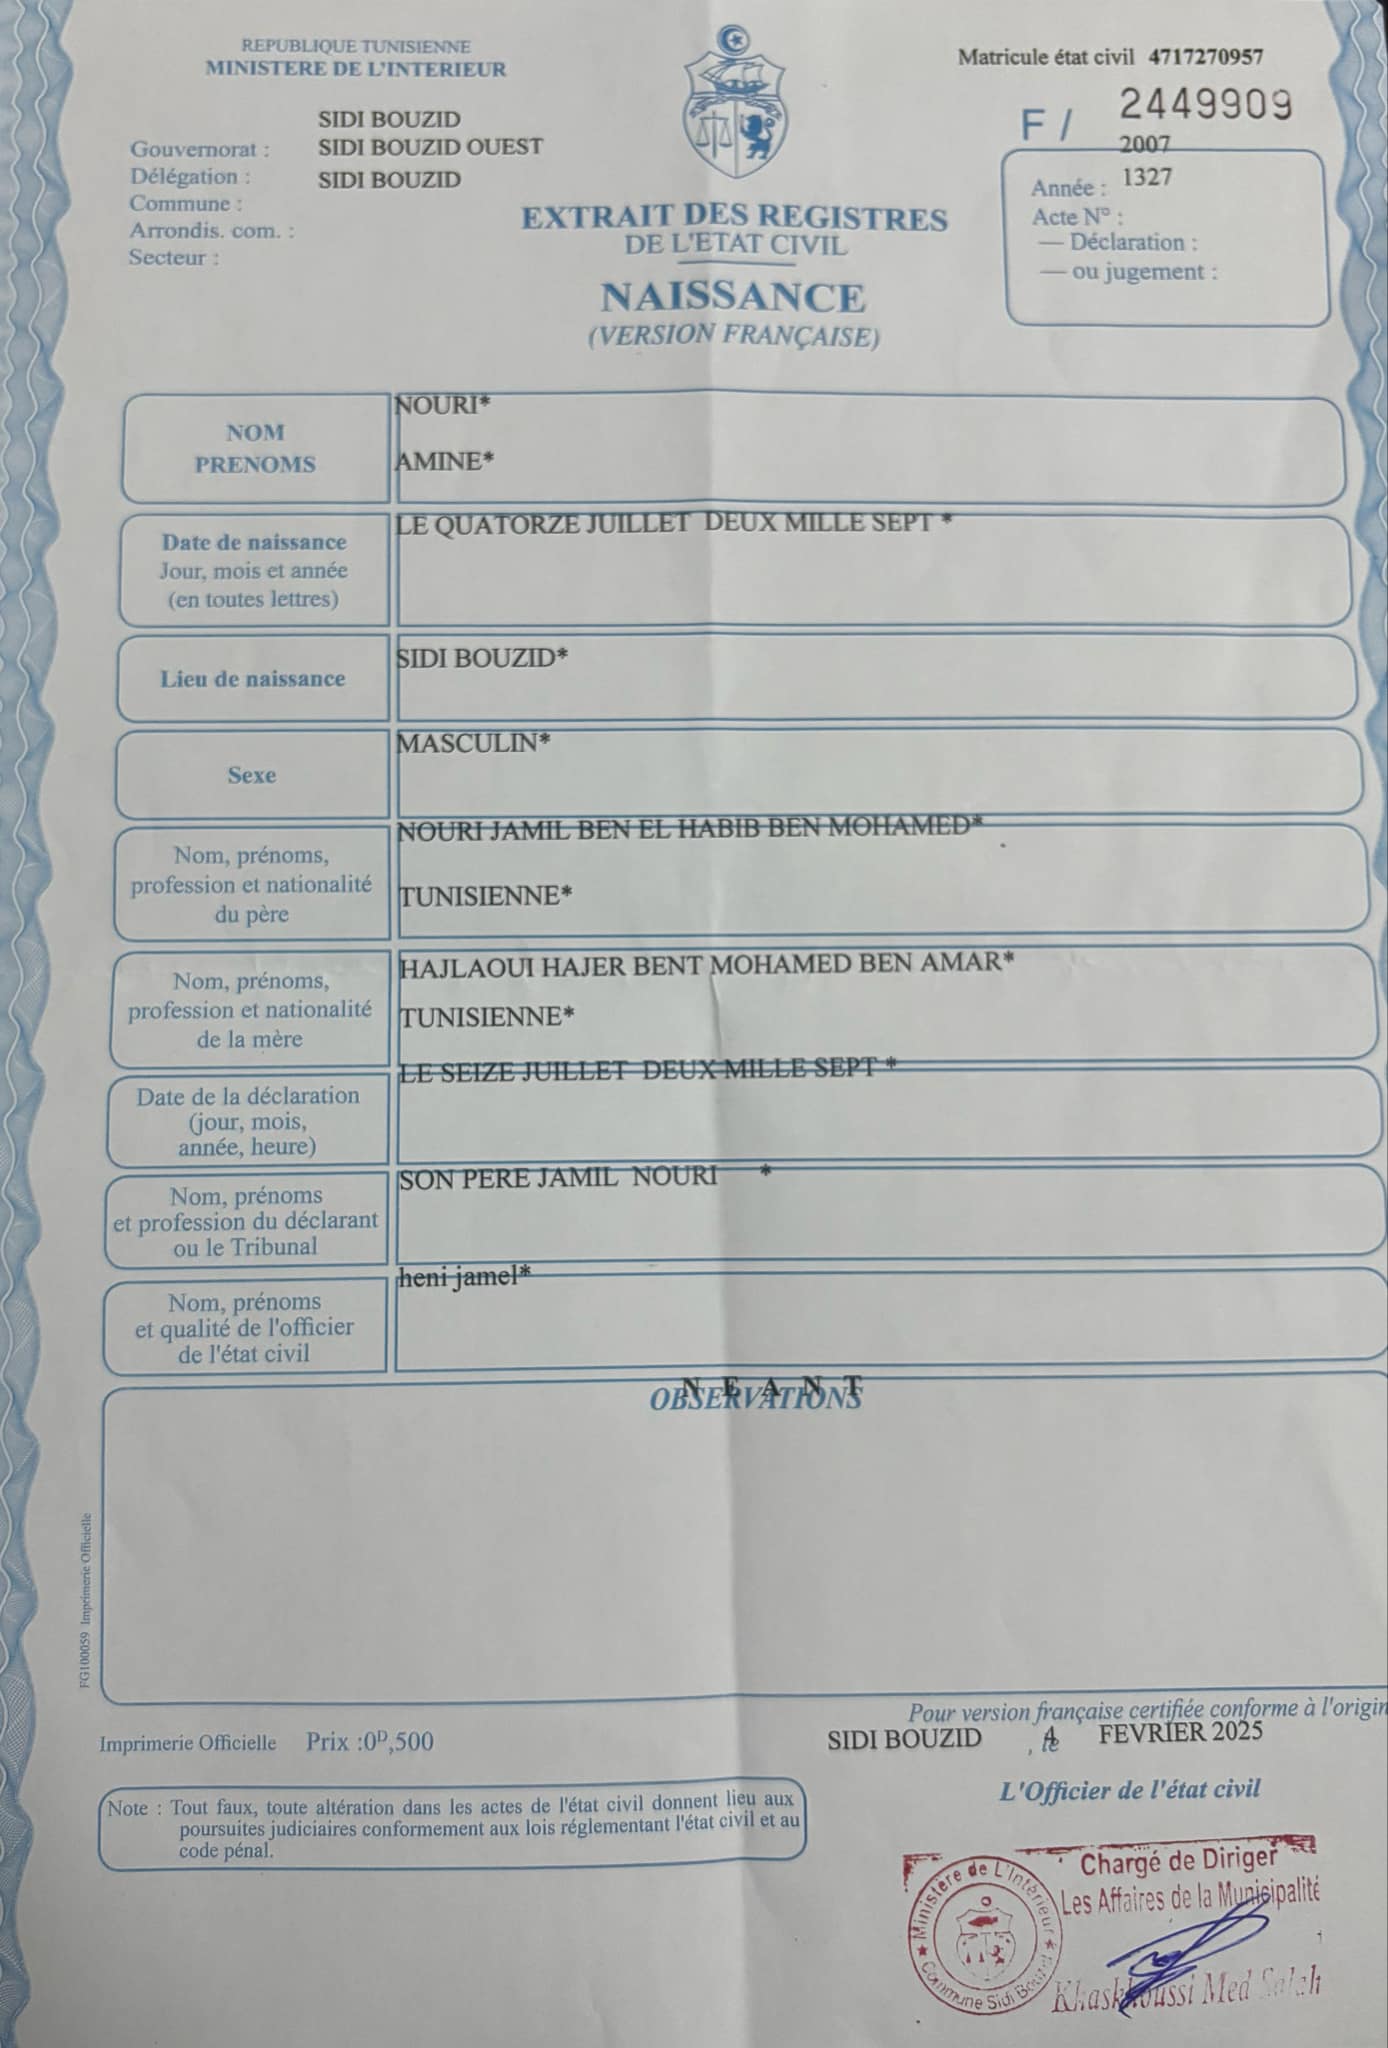 REPUBLIQUE TUNISIENNE
MINISTERE DE L'INTERIEUR
Matricule état civil 4717270957
F / 2449909
SIDI BOUZID
Gouvernorat : SIDI BOUZID OUEST
Délégation : SIDI BOUZID
Commune :
Arrondis. com. :
Secteur :
2007
Année : 1327
Acte N° :
— Déclaration :
— ou jugement :
EXTRAIT DES REGISTRES
DE L'ETAT CIVIL
NAISSANCE
(VERSION FRANÇAISE)
NOM
PRENOMS
NOURI*
AMINE*
Date de naissance
Jour, mois et année
(en toutes lettres)
LE QUATORZE JUILLET DEUX MILLE SEPT *
Lieu de naissance
SIDI BOUZID*
Sexe
MASCULIN*
Nom, prénoms,
profession et nationalité
du père
NOURI JAMIL BEN EL HABIB BEN MOHAMED*
TUNISIENNE*
Nom, prénoms,
profession et nationalité
de la mère
HAJLAOUI HAJER BENT MOHAMED BEN AMAR*
TUNISIENNE*
Date de la déclaration
(jour, mois,
année, heure)
LE SEIZE JUILLET DEUX MILLE SEPT *
Nom, prénoms
et profession du déclarant
ou le Tribunal
SON PERE JAMIL NOURI *
Nom, prénoms
et qualité de l'officier
de l'état civil
heni jamel*
N E A N T
OBSERVATIONS
FG100059 Imprimerie Officielle
Pour version française certifiée conforme à l'origin
SIDI BOUZID , le 4 FEVRIER 2025
Imprimerie Officielle Prix :0D,500
L'Officier de l'état civil
Note : Tout faux, toute altération dans les actes de l'état civil donnent lieu aux
poursuites judiciaires conformement aux lois réglementant l'état civil et au
code pénal.
Chargé de Diriger
Les Affaires de la Municipalité
Khaskhoussi Med Saleh
Ministère de L'Intérieur
Commune Sidi Bouzid